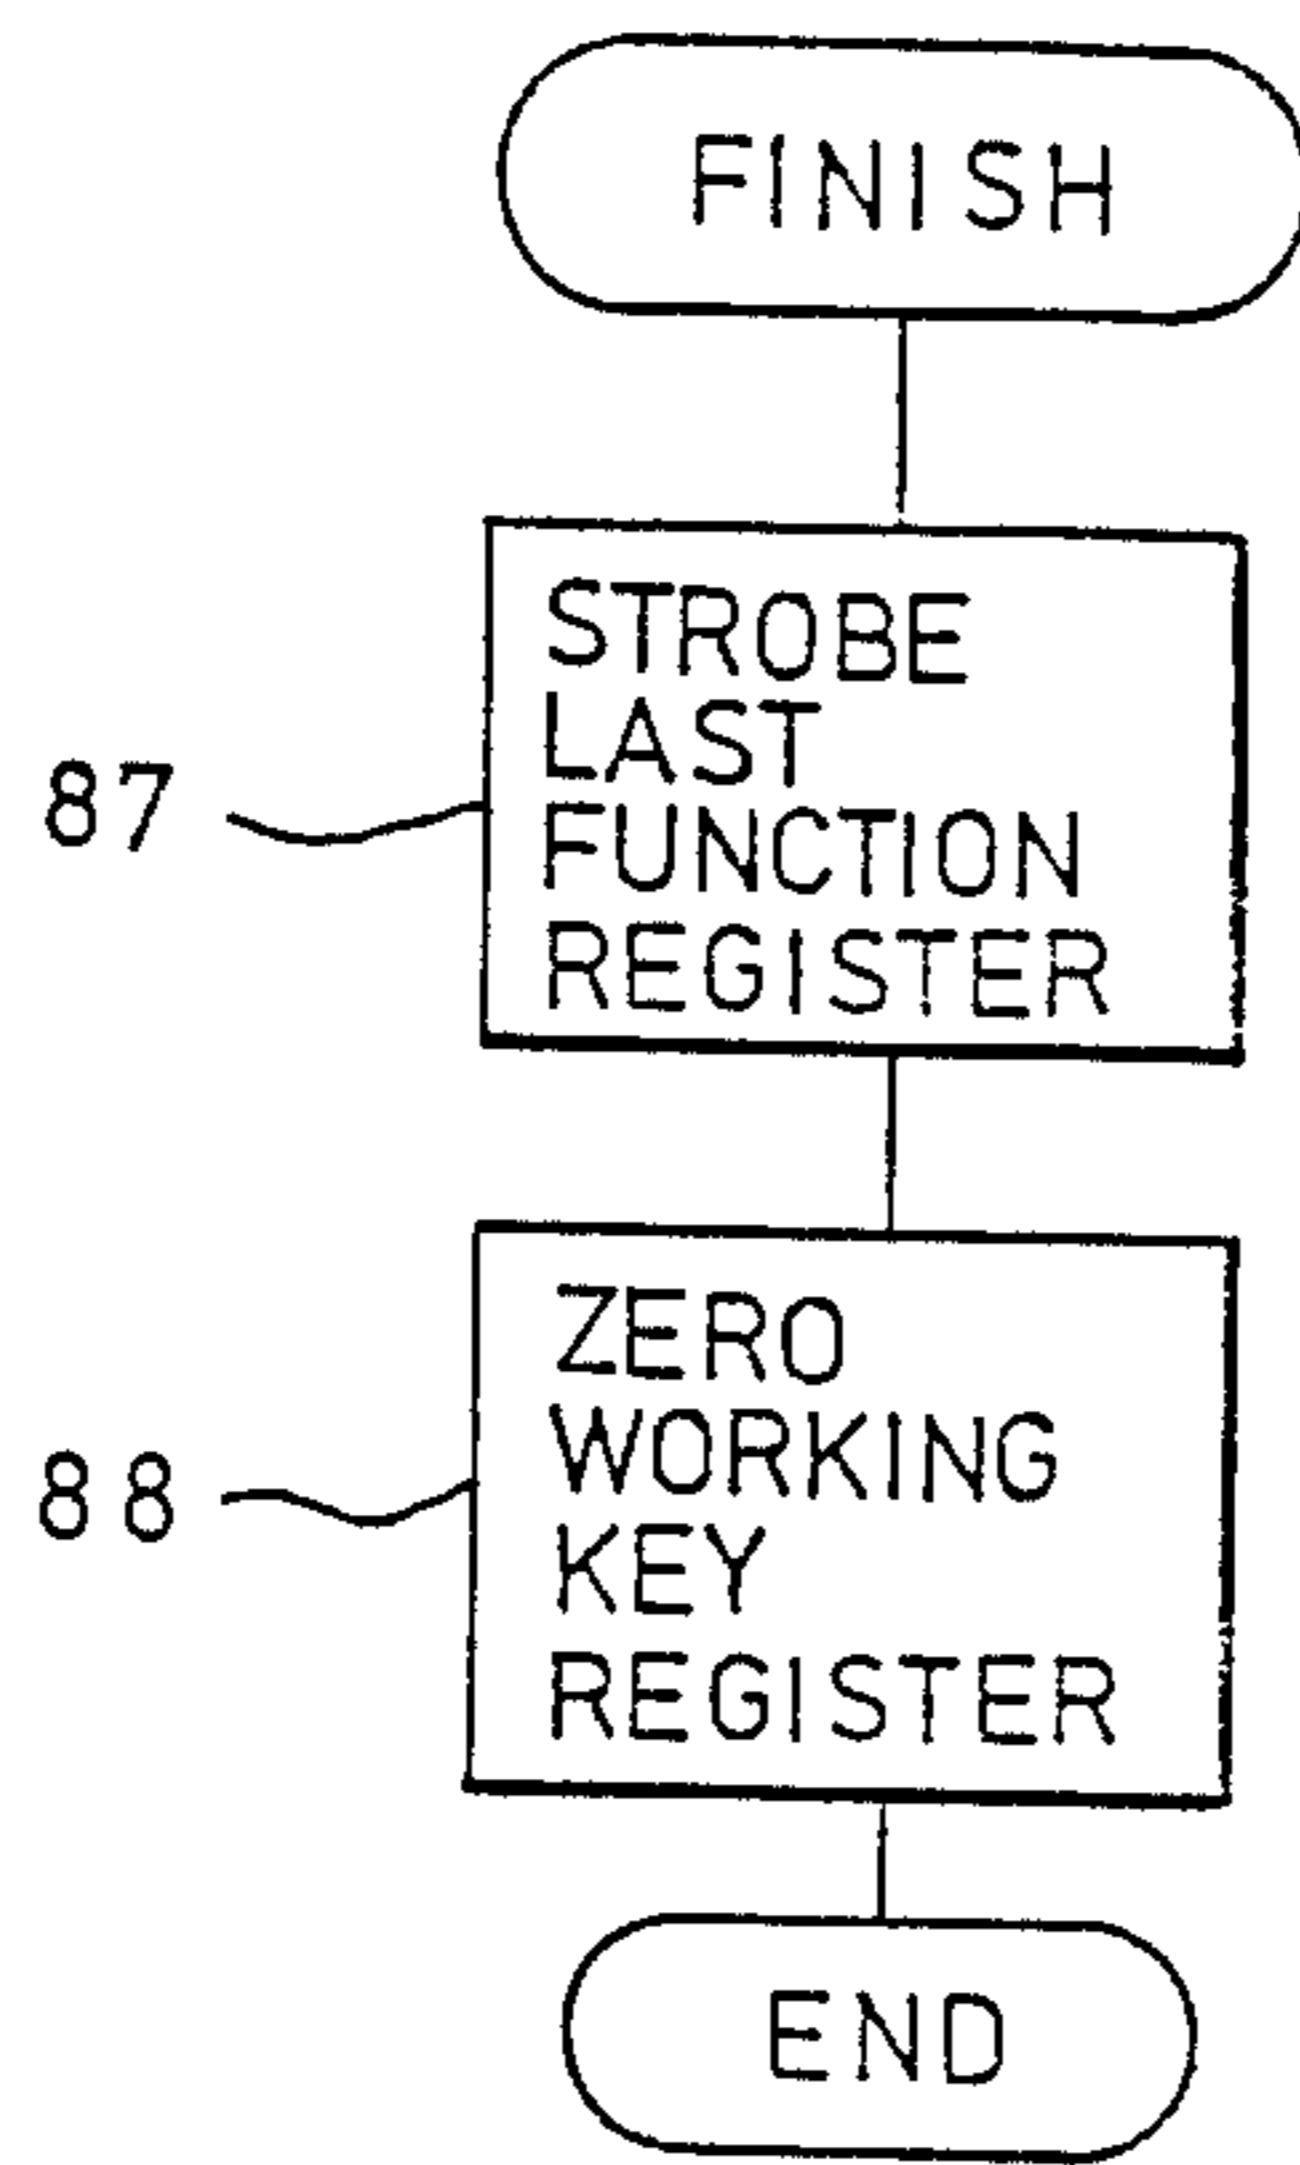 FINISH
STROBE
LAST
FUNCTION
REGISTER
87
ZERO
WORKING
KEY
REGISTER
88
END